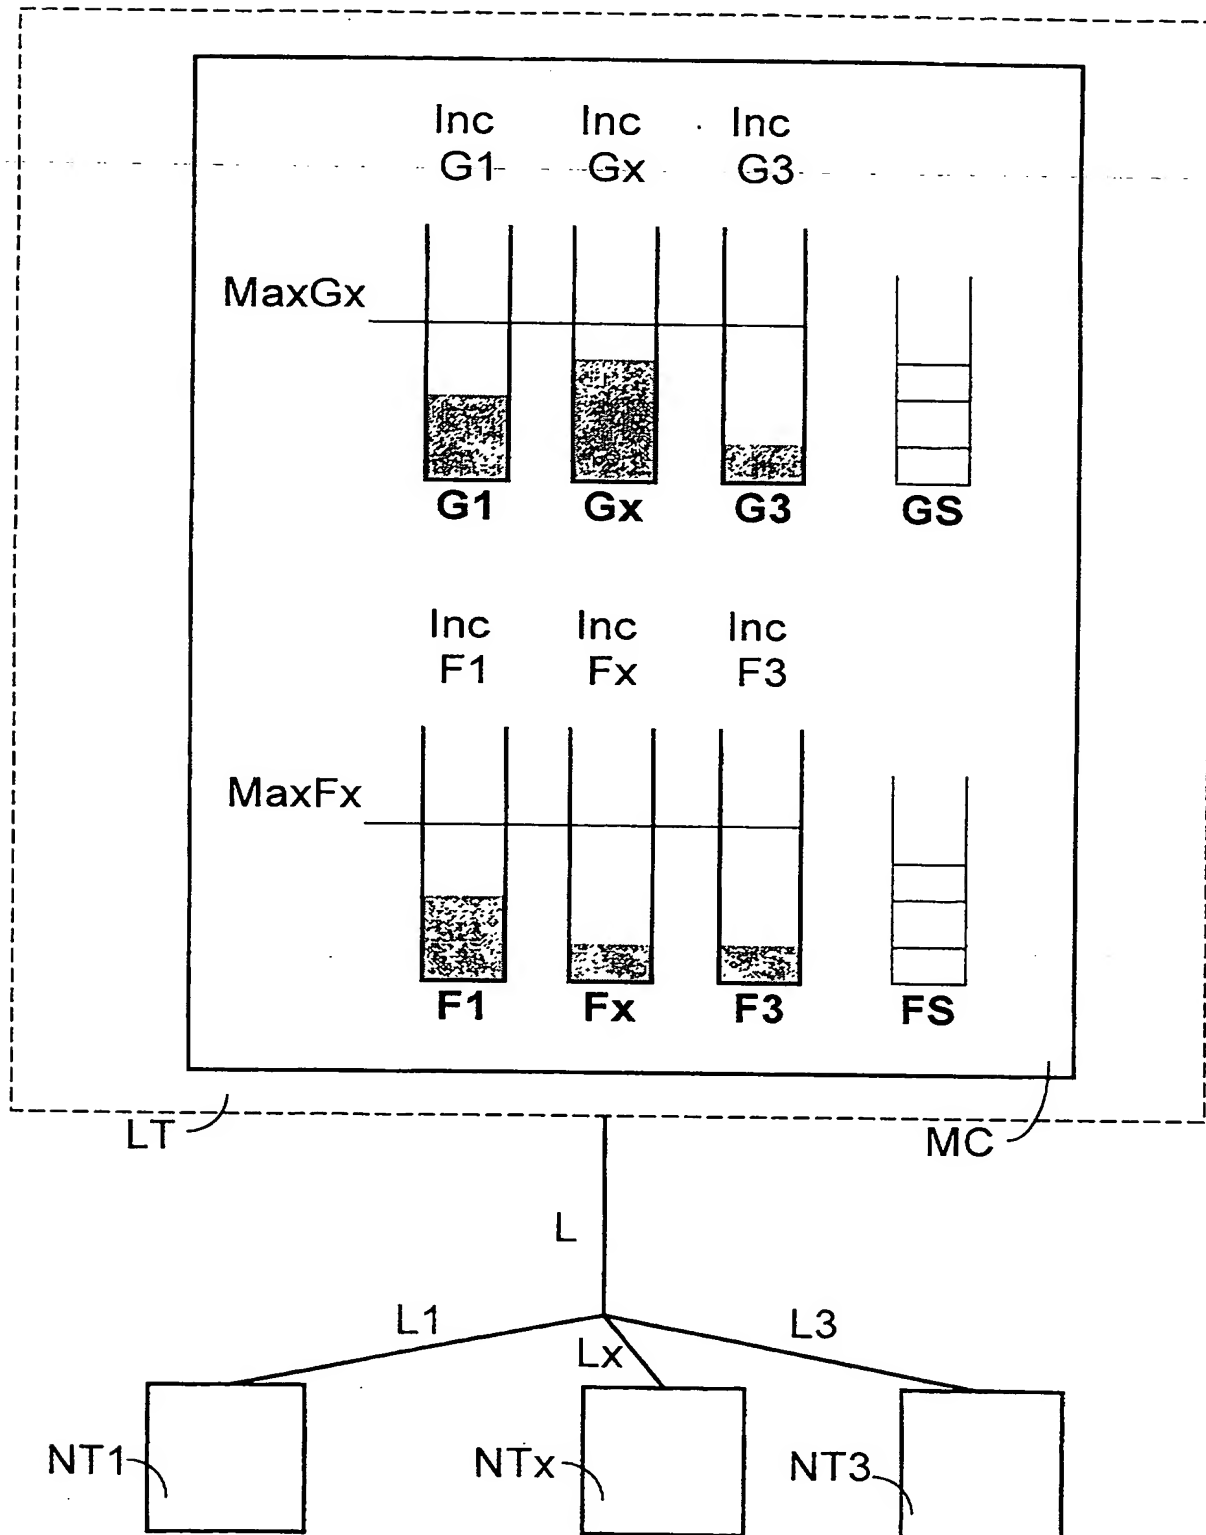 Inc Inc Inc
G1 Gx G3
MaxGx
G1 Gx G3 GS
Inc Inc Inc
F1 Fx F3
MaxFx
F1 Fx F3 FS
LT MC
L
L1 Lx L3
NT1 NTx NT3